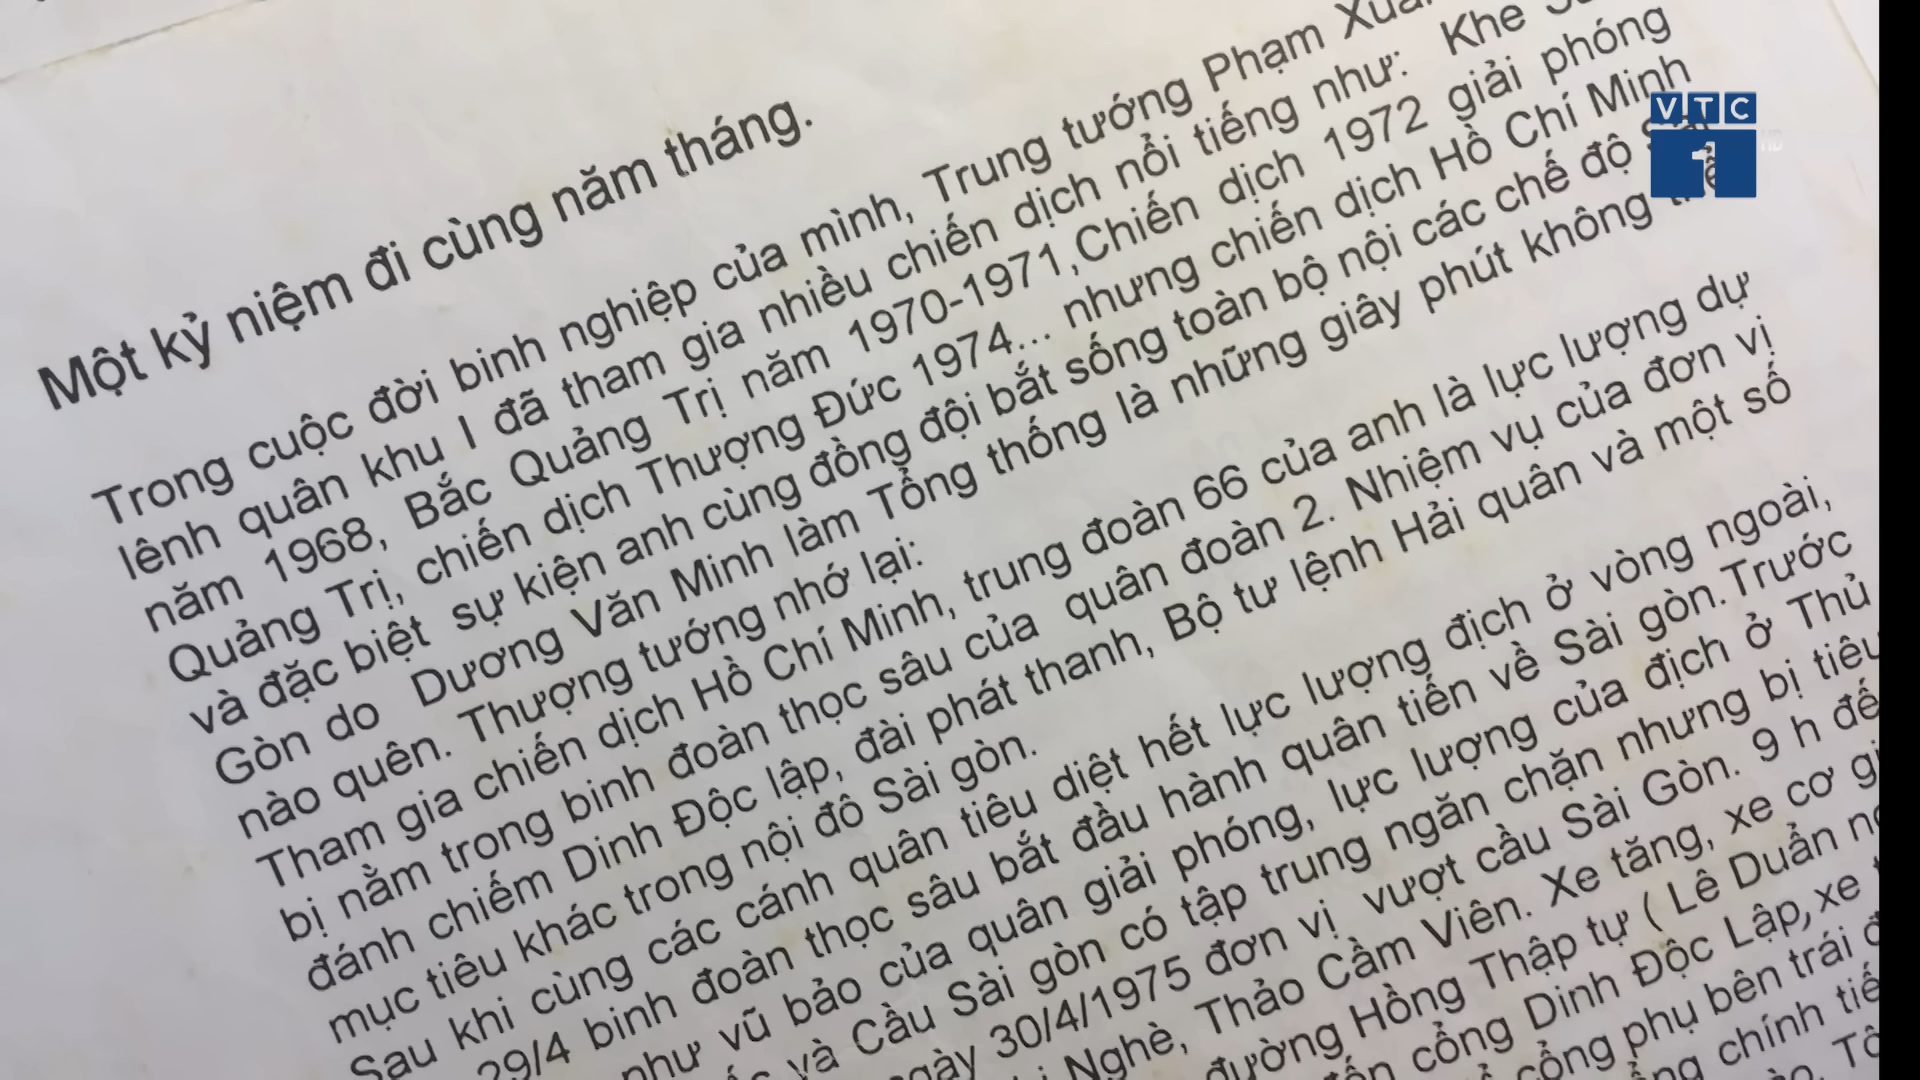 Một kỷ niệm đi cùng năm tháng.
Trong cuộc đời binh nghiệp của mình, Trung tướng Phạm
lênh quân khu I đã tham gia nhiều chiến dịch nổi tiếng như: Khe
năm 1968, Bắc Quảng Trị năm 1970-1971,Chiến dịch 1972 giải phóng
Quảng Trị, chiến dịch Thượng Đức 1974... nhưng chiến dịch Hồ Chí Minh
và đặc biệt sự kiện anh cùng đồng đội bắt sống toàn bộ nội các chế độ
Gòn do Dương Văn Minh làm Tổng thống là những giây phút không
nào quên. Thượng tướng nhớ lại:
Tham gia chiến dịch Hồ Chí Minh, trung đoàn 66 của anh là lực lượng dự
bị nằm trong binh đoàn thọc sâu của quân đoàn 2. Nhiệm vụ của đơn vị
đánh chiếm Dinh Độc lập, đài phát thanh, Bộ tư lệnh Hải quân và một số
mục tiêu khác trong nội đô Sài gòn.
Sau khi cùng các cánh quân tiêu diệt hết lực lượng địch ở vòng ngoài,
29/4 binh đoàn thọc sâu bắt đầu hành quân tiến về Sài gòn.Trước
như vũ bảo của quân giải phóng, lực lượng của địch ở Thủ
và Cầu Sài gòn có tập trung ngăn chặn nhưng bị tiêu
30/4/1975 đơn vị vượt cầu Sài Gòn. 9 h
Nghè, Thảo Cầm Viên. Xe tăng, xe cơ
đường Hồng Thập tự ( Lê Duẩn
cổng Dinh Độc Lập,xe
cổng phụ bên trái
chính
VTC
1
HD